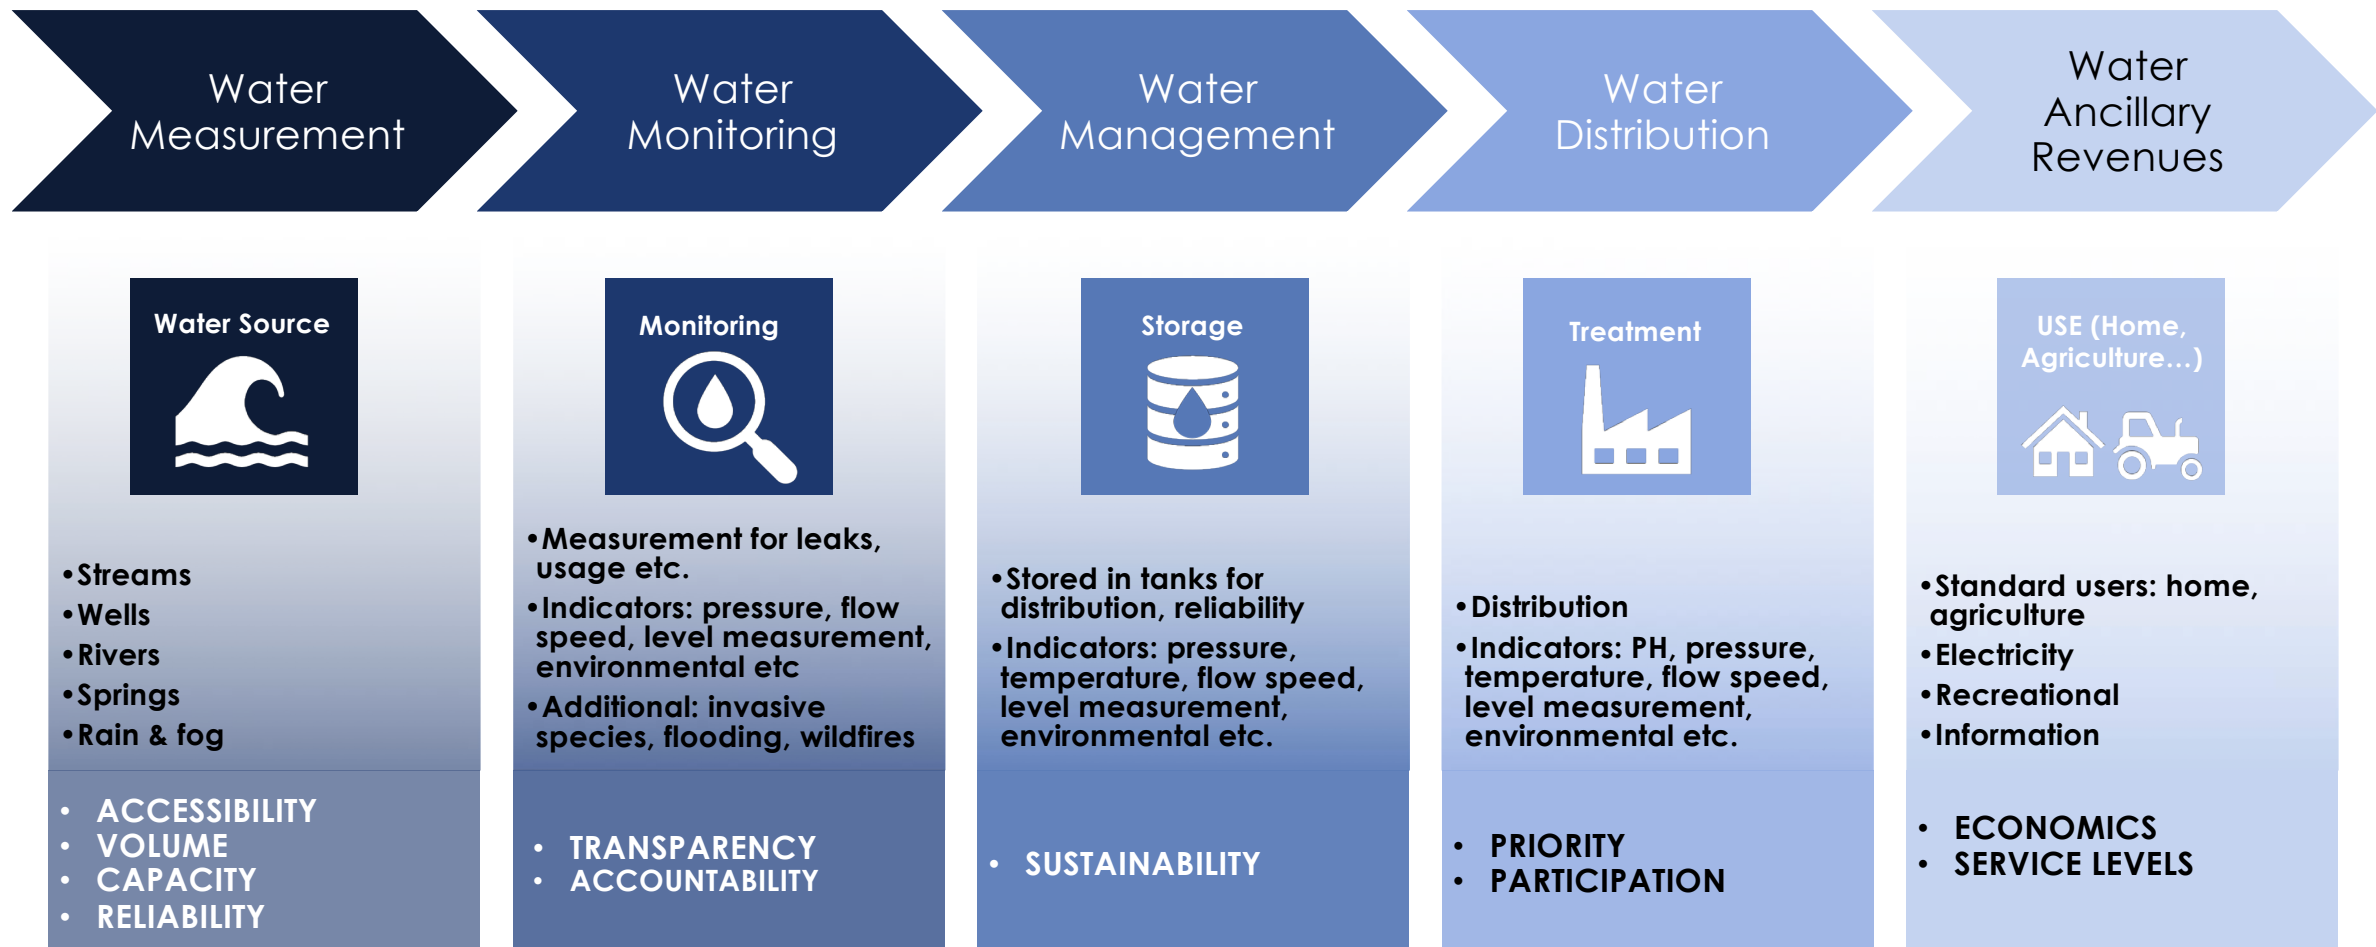 Water
Measurement
Water
Monitoring
Water
Management
Water
Distribution
Water
Ancillary
Revenues
Water Source
•Streams
•Wells
•Rivers
•Springs
•Rain & fog
• ACCESSIBILITY
• VOLUME
• CAPACITY
• RELIABILITY
Monitoring
•Measurement for leaks,
usage etc.
•Indicators: pressure, flow
speed, level measurement,
environmental etc
•Additional: invasive
species, flooding, wildfires
• TRANSPARENCY
• ACCOUNTABILITY
Storage
•Stored in tanks for
distribution, reliability
•Indicators: pressure,
temperature, flow speed,
level measurement,
environmental etc.
• SUSTAINABILITY
Treatment
•Distribution
•Indicators: PH, pressure,
temperature, flow speed,
level measurement,
environmental etc.
• PRIORITY
• PARTICIPATION
USE (Home,
Agriculture...)
•Standard users: home,
agriculture
•Electricity
•Recreational
•Information
• ECONOMICS
• SERVICE LEVELS